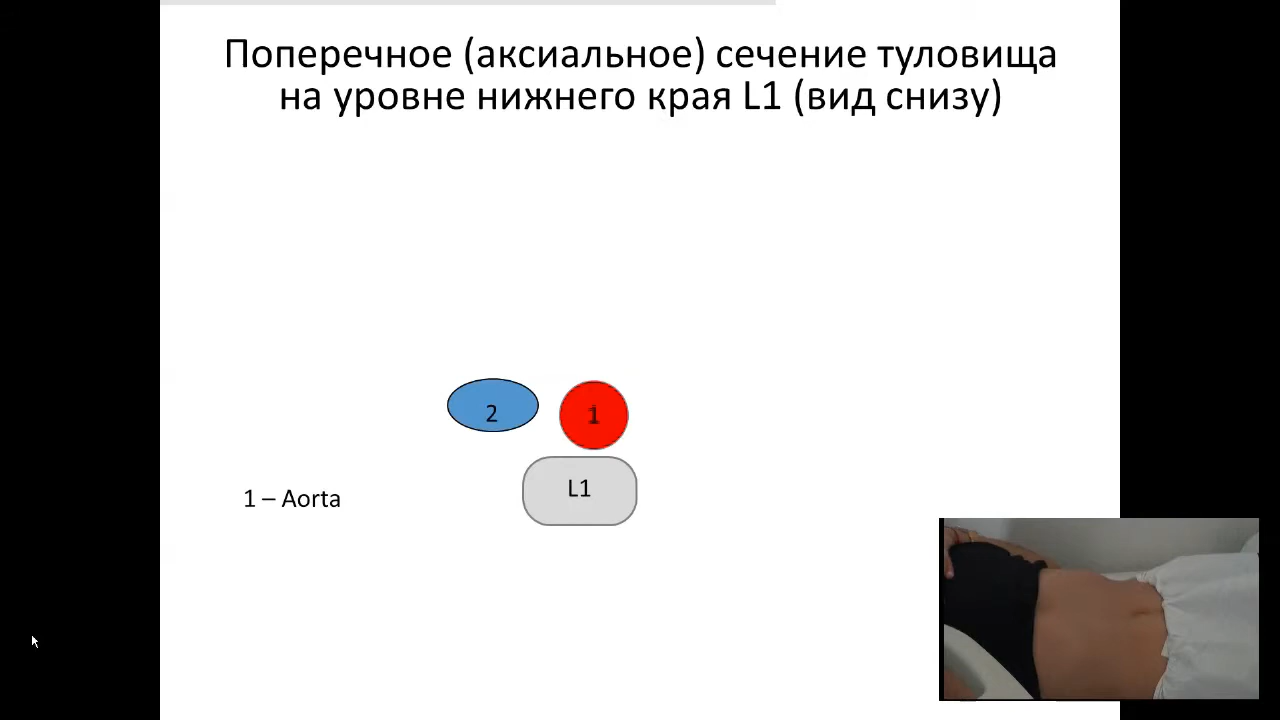 Поперечное (аксиальное) сечение туловища
на уровне нижнего края L1 (вид снизу)
2
1
L1
1 – Aorta